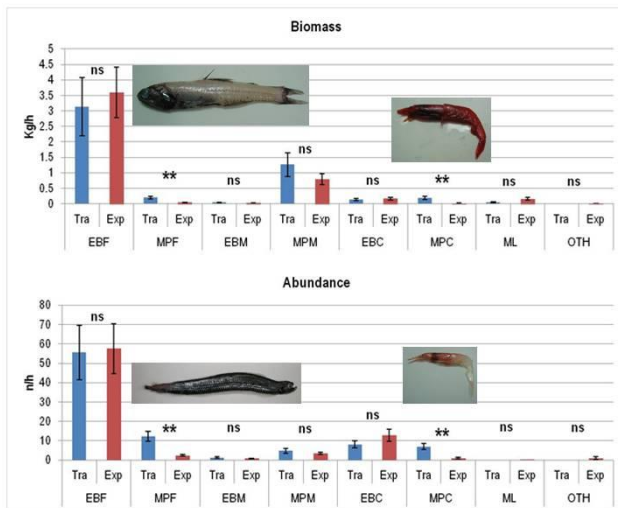 Biomass
Kg/h
5
4.5
4
3.5
3
2.5
2
1.5
1
0.5
0
ns ** ns ns ns ** ns
Tra Exp Tra Exp Tra Exp Tra Exp Tra Exp Tra Exp Tra Exp Tra Exp
EBF MPF EBM MPM EBC MPC ML OTH
Abundance
n/h
80
70
60
50
40
30
20
10
0
ns ** ns ns ns ** ns ns
Tra Exp Tra Exp Tra Exp Tra Exp Tra Exp Tra Exp Tra Exp Tra Exp
EBF MPF EBM MPM EBC MPC ML OTH